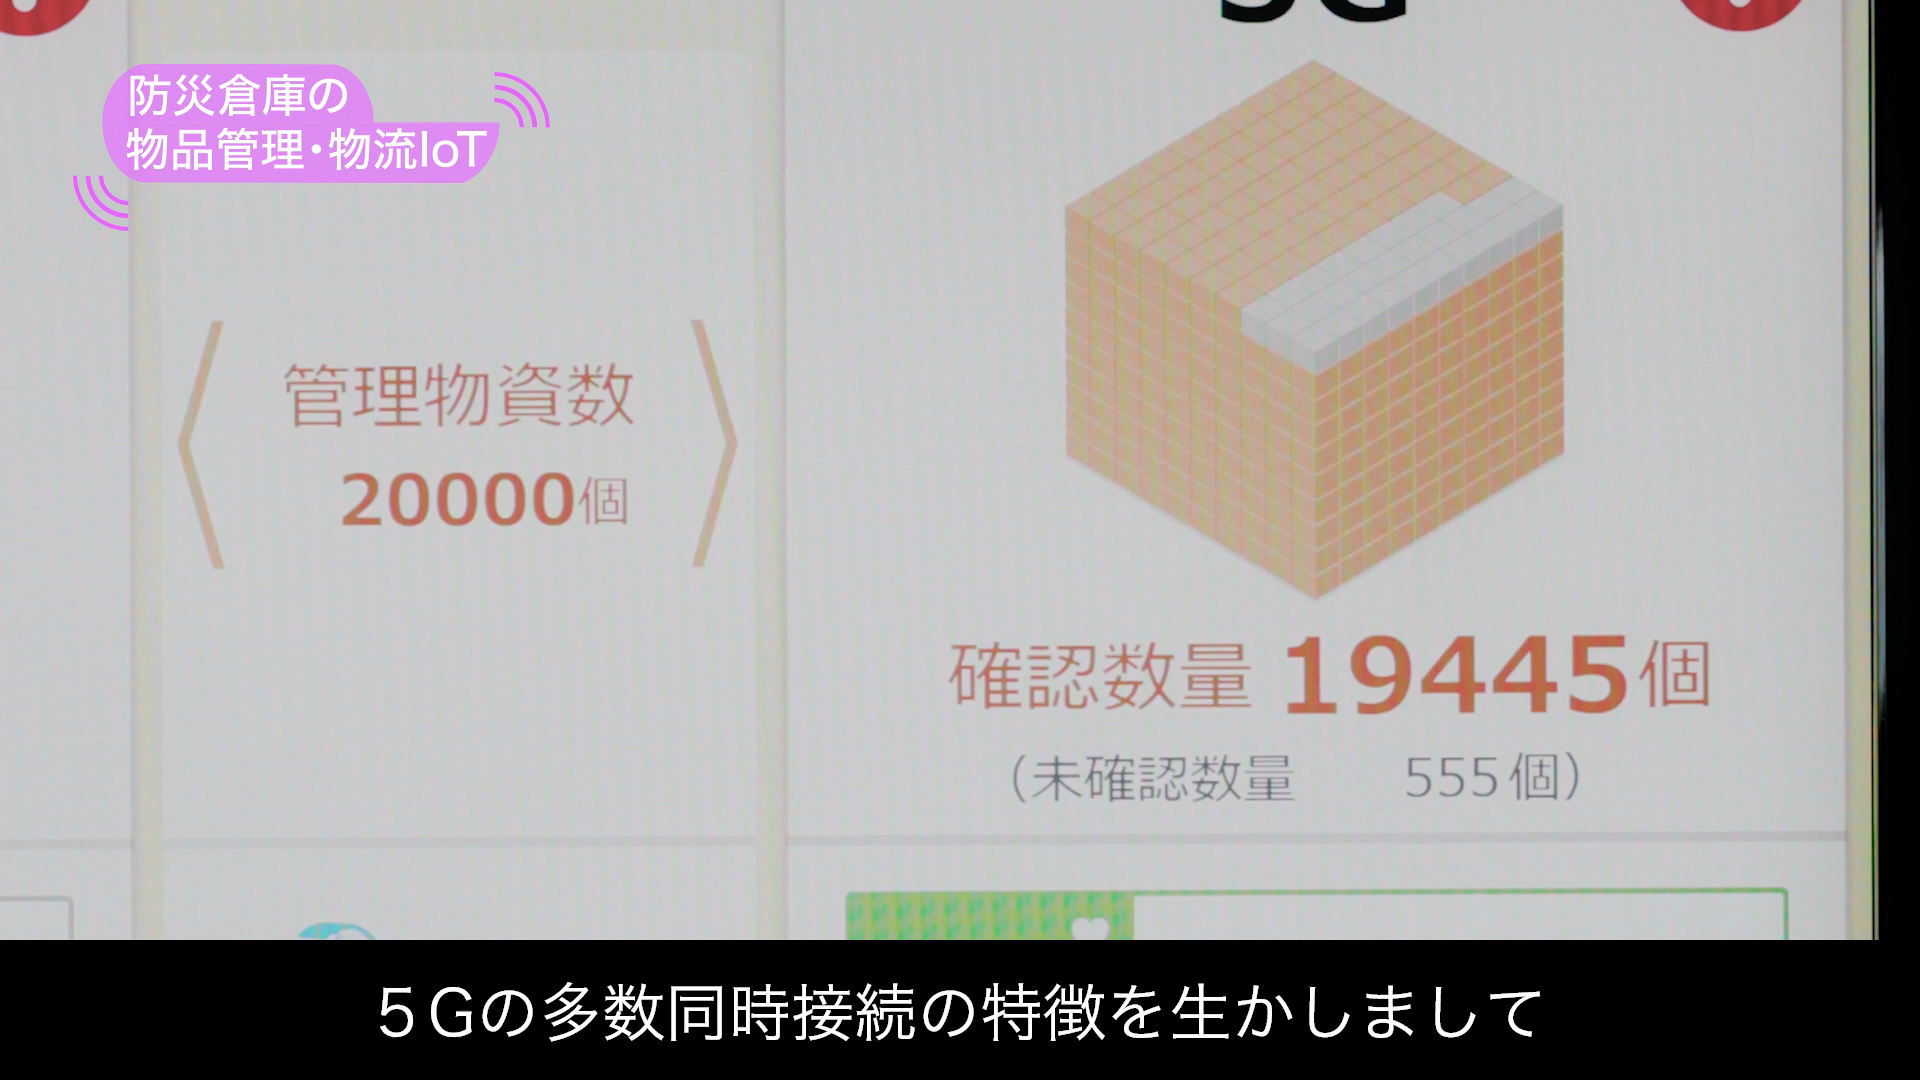 5G
防災倉庫の
物品管理・物流IoT
管理物資数
20000個
確認数量 19445個
（未確認数量 555個）
５Gの多数同時接続の特徴を生かしまして